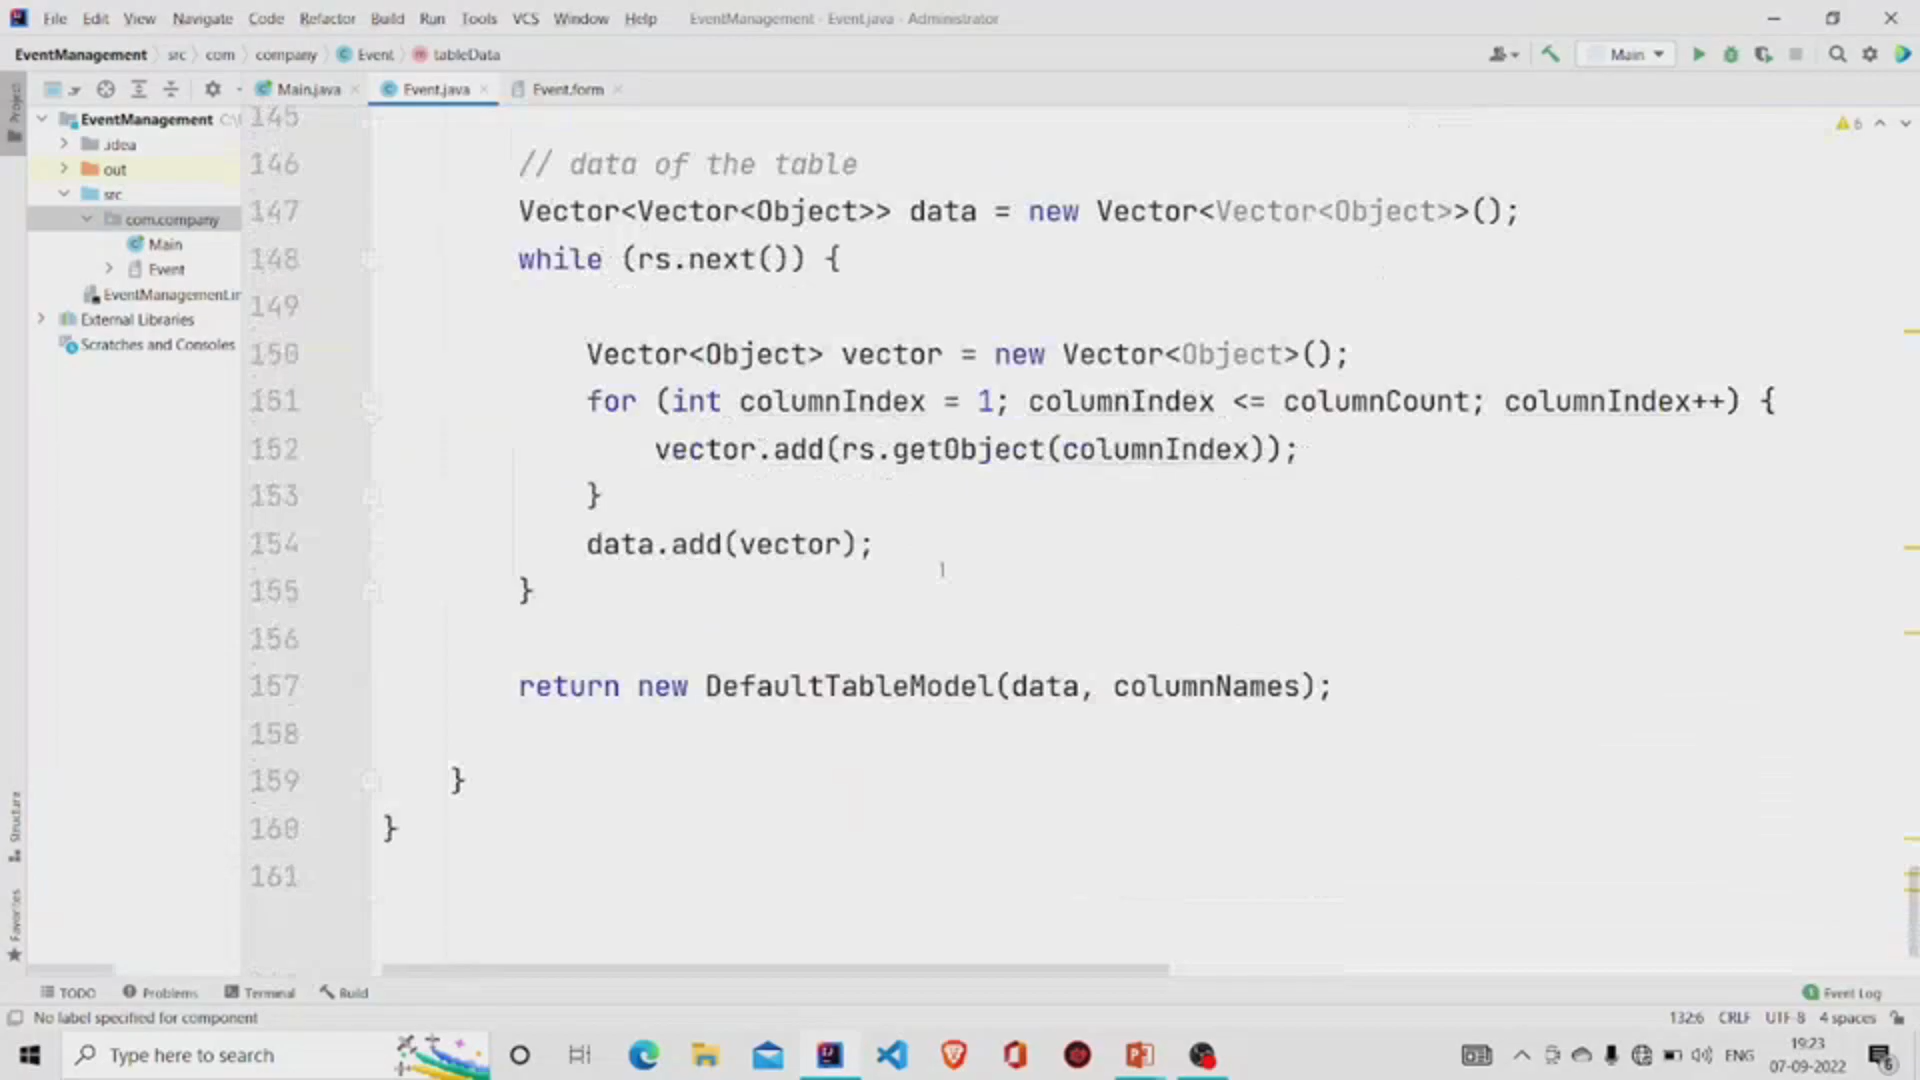 File Edit View Navigate Code Refactor Build Run Tools VCS Window Help EventManagement - Event.java - Administrator
EventManagement src com company Event tableData Main
Project
Main.java Event.java Event.form
EventManagement
.idea
out
src
com.company
Main
Event
EventManagement.ir
External Libraries
Scratches and Consoles
6
145
146 // data of the table
147 Vector<Vector<Object>> data = new Vector<Vector<Object>>();
148 while (rs.next()) {
149
150 Vector<Object> vector = new Vector<Object>();
151 for (int columnIndex = 1; columnIndex <= columnCount; columnIndex++) {
152 vector.add(rs.getObject(columnIndex));
153 }
154 data.add(vector);
155 }
156
157 return new DefaultTableModel(data, columnNames);
158
159 }
160 }
161
Structure
Favorites
TODO Problems Terminal Build Event Log
No label specified for component 132:6 CRLF UTF-8 4 spaces
Type here to search ENG 19:23
07-09-2022